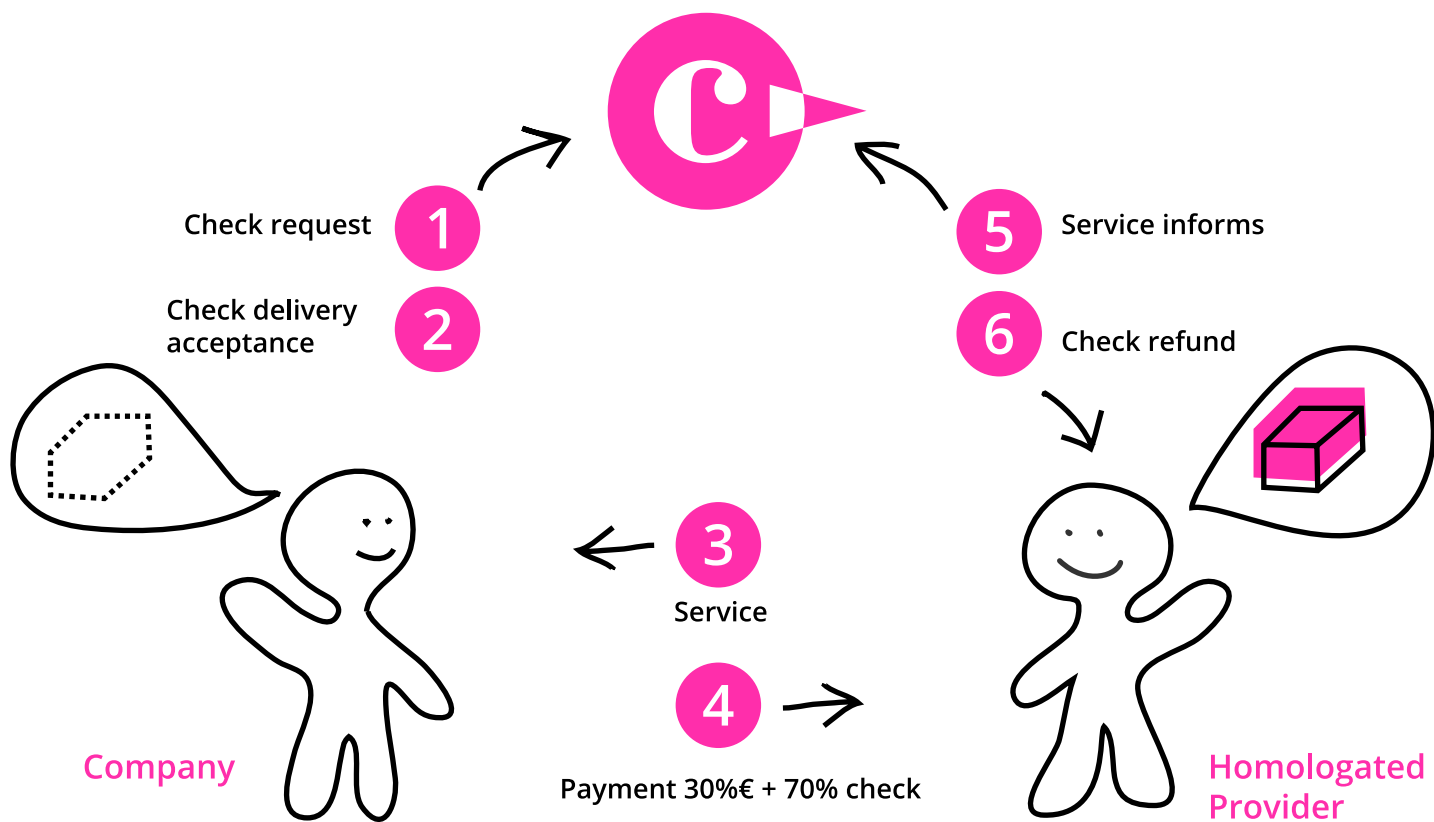 C
Check request
1
Check delivery
acceptance
2
5
Service informs
6
Check refund
3
Service
4
Payment 30%€ + 70% check
Company
Homologated
Provider